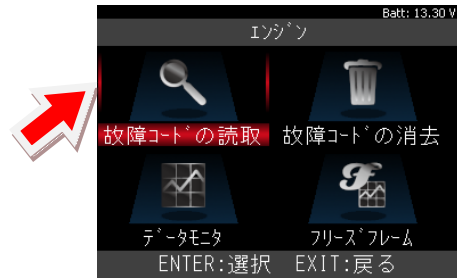 Batt: 13.30 V
エンジン
故障コードの読取 故障コードの消去
データモニタ フリーズフレーム
ENTER:選択 EXIT:戻る